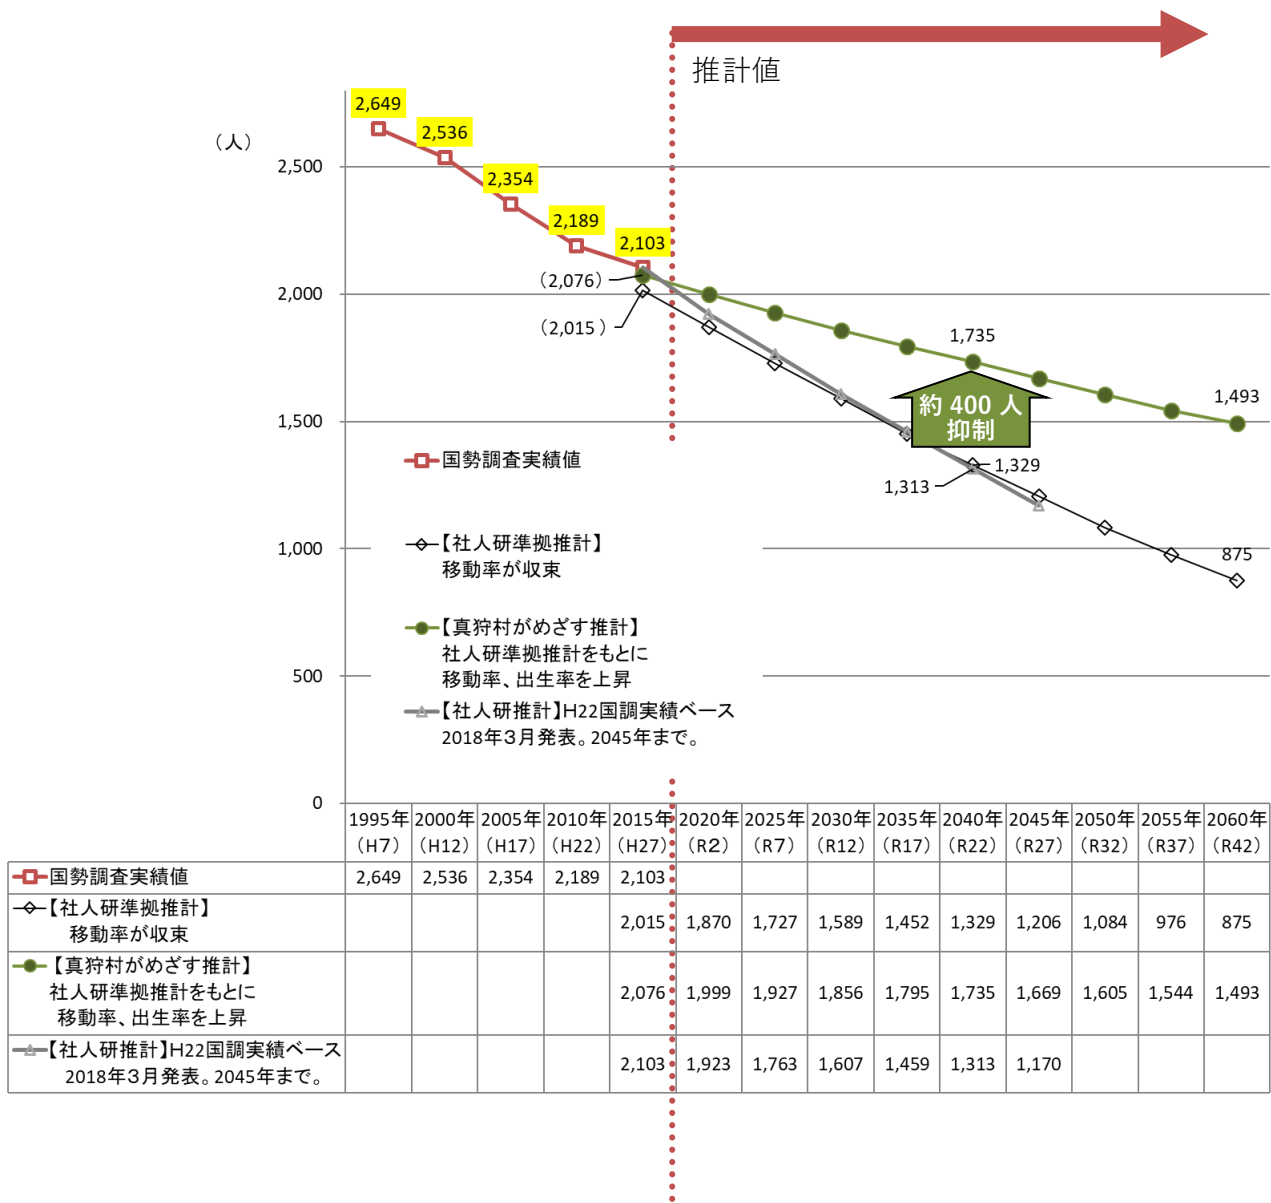 推計値
(人)
2,649
2,536
2,354
2,189
2,103
(2,076)
(2,015 )
1,735
1,493
約 400 人
抑制
1,329
1,313
875
2,500
2,000
1,500
1,000
500
0
国勢調査実績値
【社人研準拠推計】
移動率が収束
【真狩村がめざす推計】
社人研準拠推計をもとに
移動率、出生率を上昇
【社人研推計】H22国調実績ベース
2018年3月発表。2045年まで。
1995年 2000年 2005年 2010年 2015年 2020年 2025年 2030年 2035年 2040年 2045年 2050年 2055年 2060年
(H7) (H12) (H17) (H22) (H27) (R2) (R7) (R12) (R17) (R22) (R27) (R32) (R37) (R42)
国勢調査実績値 2,649 2,536 2,354 2,189 2,103
【社人研準拠推計】
移動率が収束
2,015 1,870 1,727 1,589 1,452 1,329 1,206 1,084 976 875
【真狩村がめざす推計】
社人研準拠推計をもとに
移動率、出生率を上昇
2,076 1,999 1,927 1,856 1,795 1,735 1,669 1,605 1,544 1,493
【社人研推計】H22国調実績ベース
2018年3月発表。2045年まで。
2,103 1,923 1,763 1,607 1,459 1,313 1,170